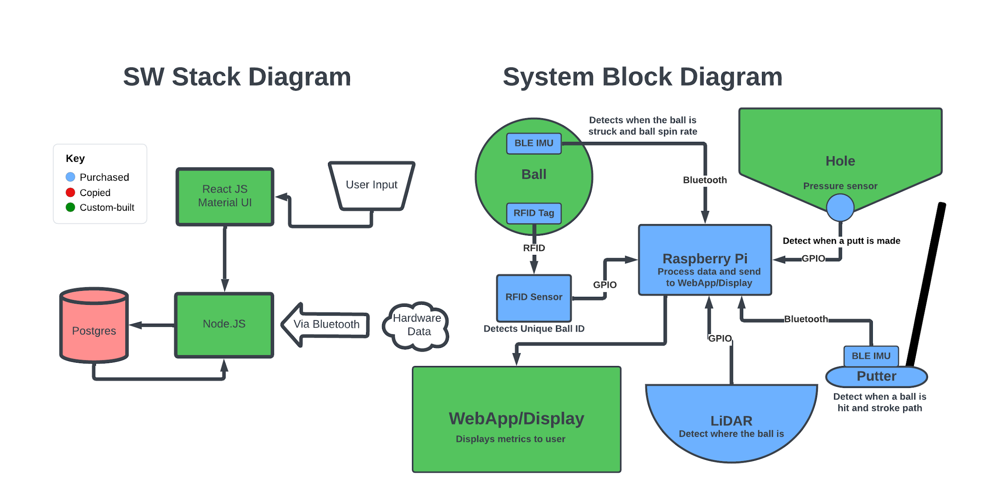 SW Stack Diagram
Key
Purchased
Copied
Custom-built
React JS
Material UI
User Input
Postgres
Node.JS
Via Bluetooth
Hardware
Data
System Block Diagram
BLE IMU
Ball
RFID Tag
Detects when the ball is
struck and ball spin rate
Bluetooth
Hole
Pressure sensor
RFID
Detect when a putt is made
GPIO
Raspberry Pi
Process data and send
to WebApp/Display
GPIO
RFID Sensor
Detects Unique Ball ID
Bluetooth
GPIO
BLE IMU
Putter
Detect when a ball is
hit and stroke path
WebApp/Display
Displays metrics to user
LiDAR
Detect where the ball is